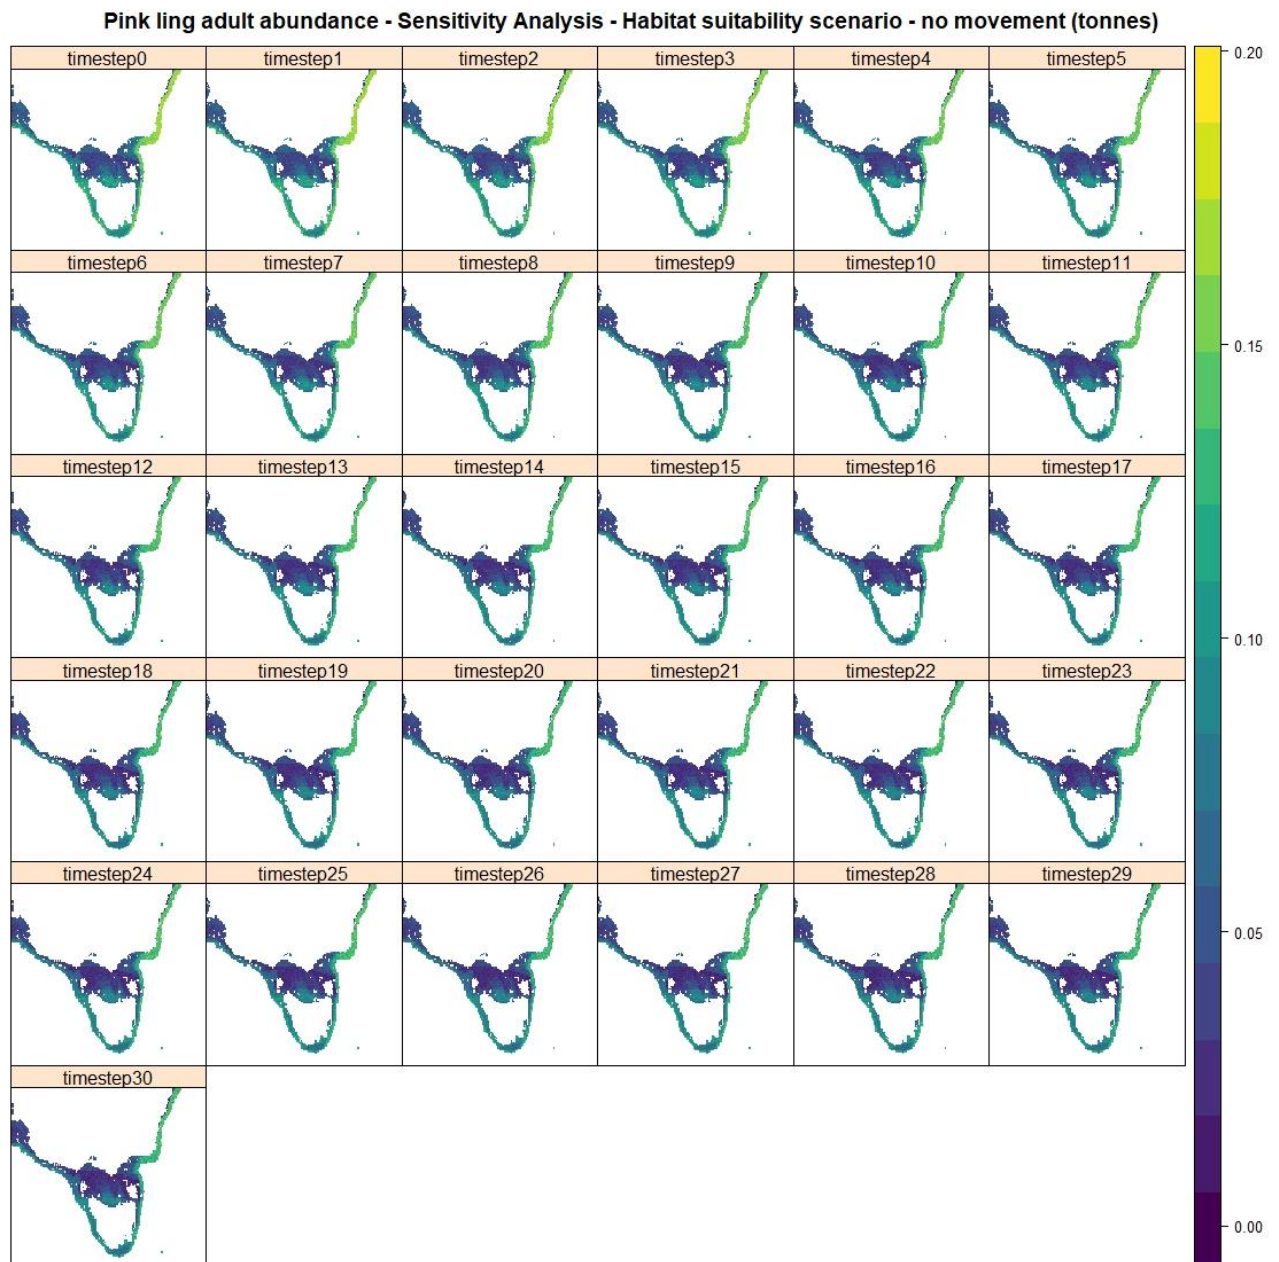 Pink ling adult abundance - Sensitivity Analysis - Habitat suitability scenario - no movement (tonnes)
timestep0 timestep1 timestep2 timestep3 timestep4 timestep5
0.20
timestep6 timestep7 timestep8 timestep9 timestep10 timestep11
0.15
timestep12 timestep13 timestep14 timestep15 timestep16 timestep17
0.10
timestep18 timestep19 timestep20 timestep21 timestep22 timestep23
timestep24 timestep25 timestep26 timestep27 timestep28 timestep29
0.05
timestep30
0.00